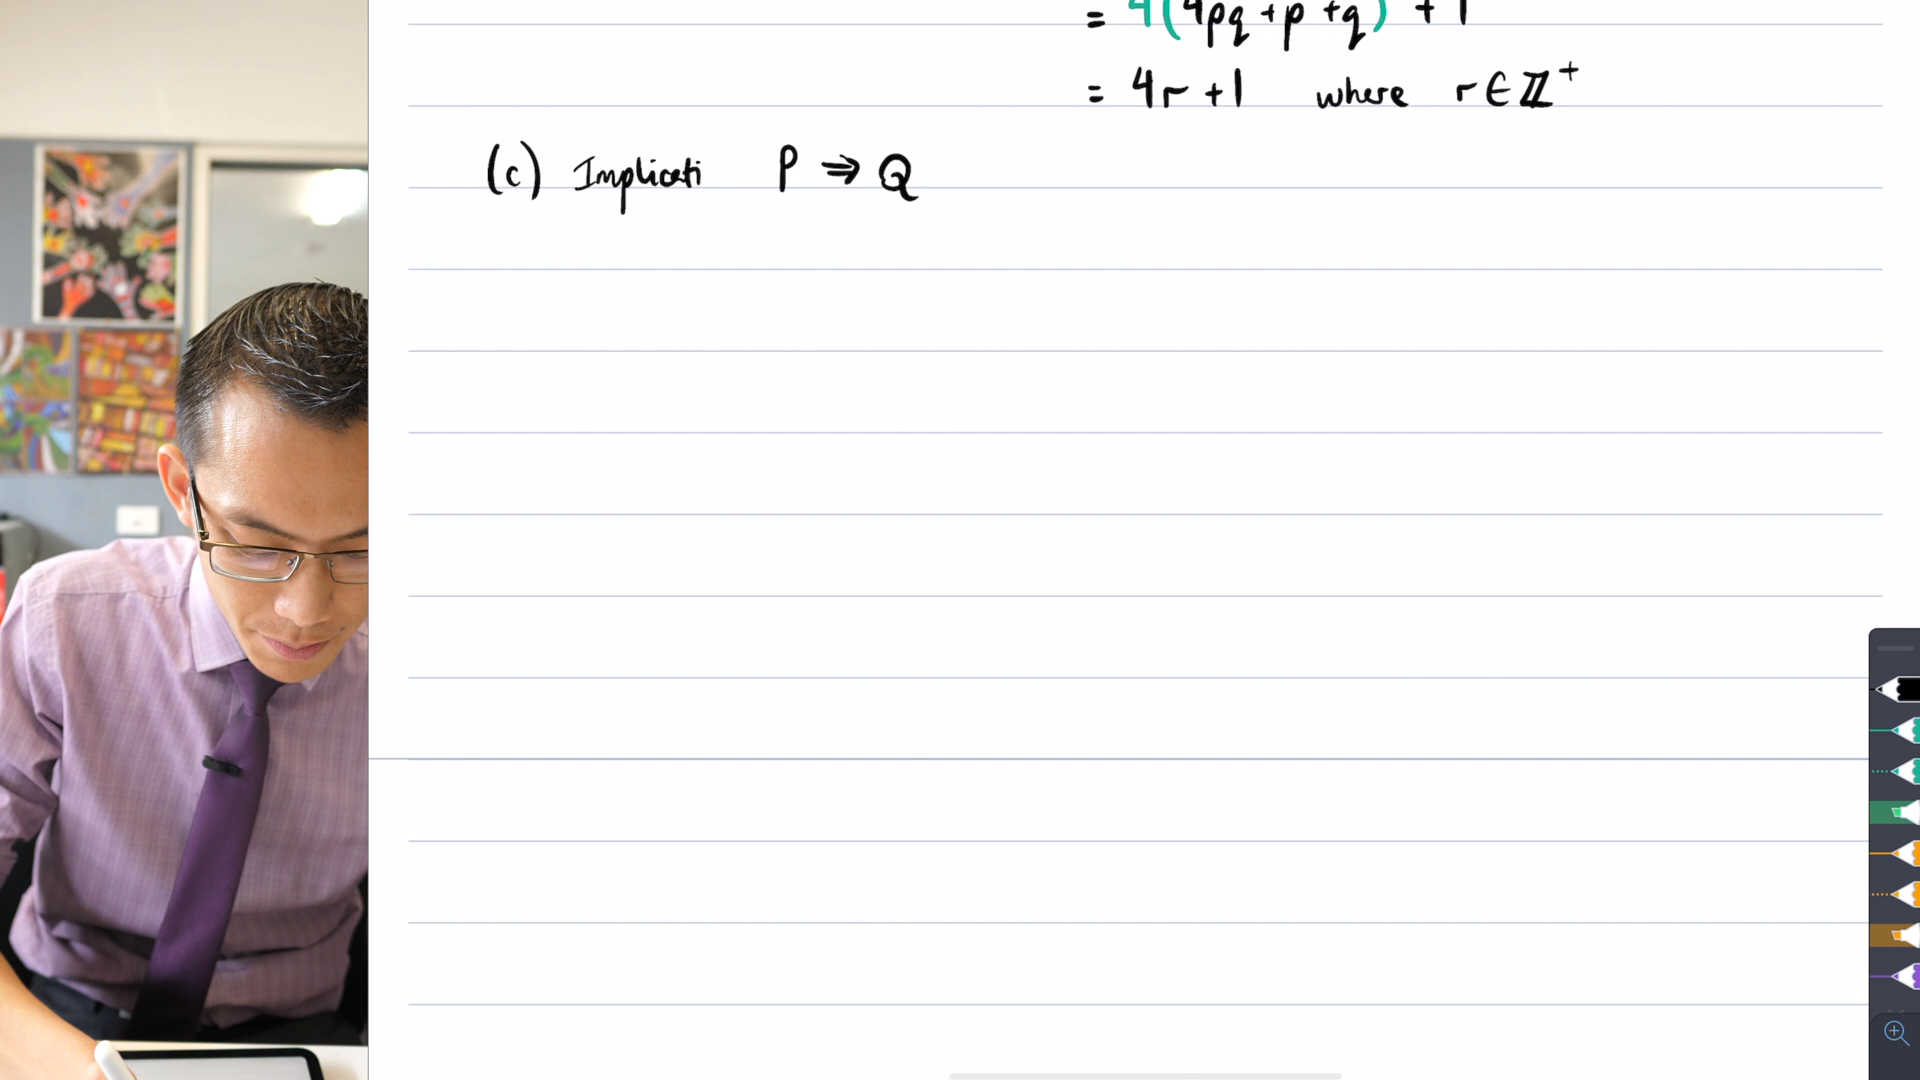 = 4(4pq +p +q) + 1
= 4r +1 where r∈ℤ⁺
(c) Implicati P ⇒ Q